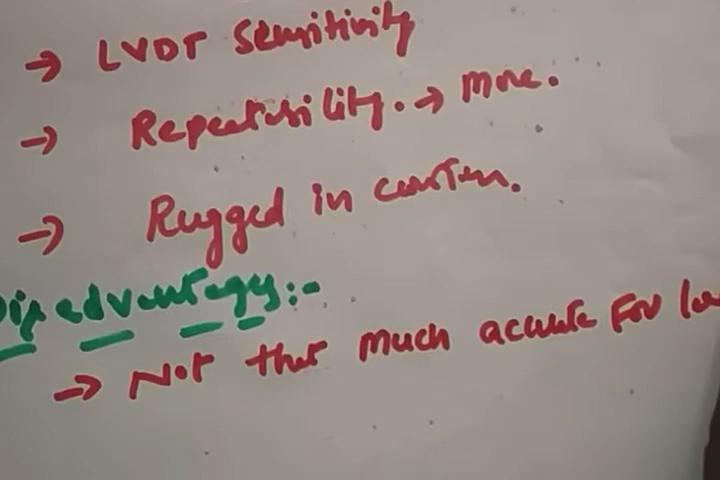 → LVDT Sensitivity
→ Repeatability. → more.
→ Rugged in
Disadvantages:-
→ Not that much accurate For